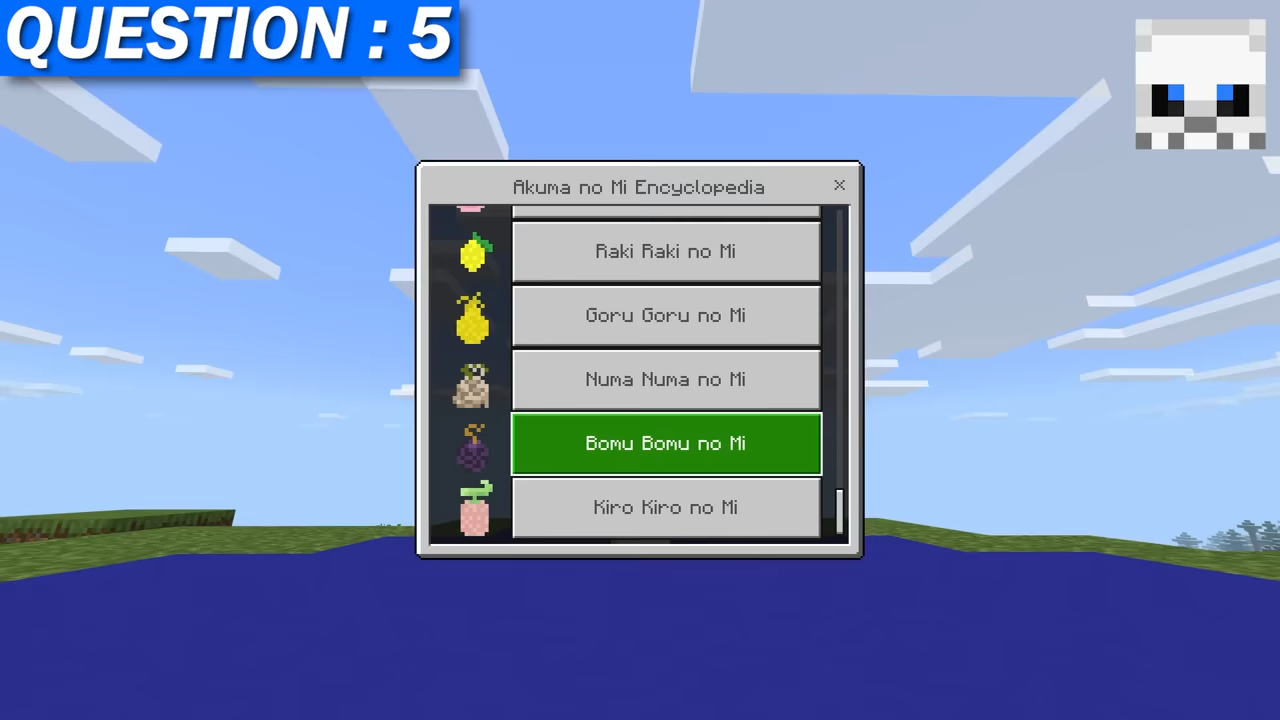 QUESTION : 5
Akuma no Mi Encyclopedia
Raki Raki no Mi
Goru Goru no Mi
Numa Numa no Mi
Bomu Bomu no Mi
Kiro Kiro no Mi